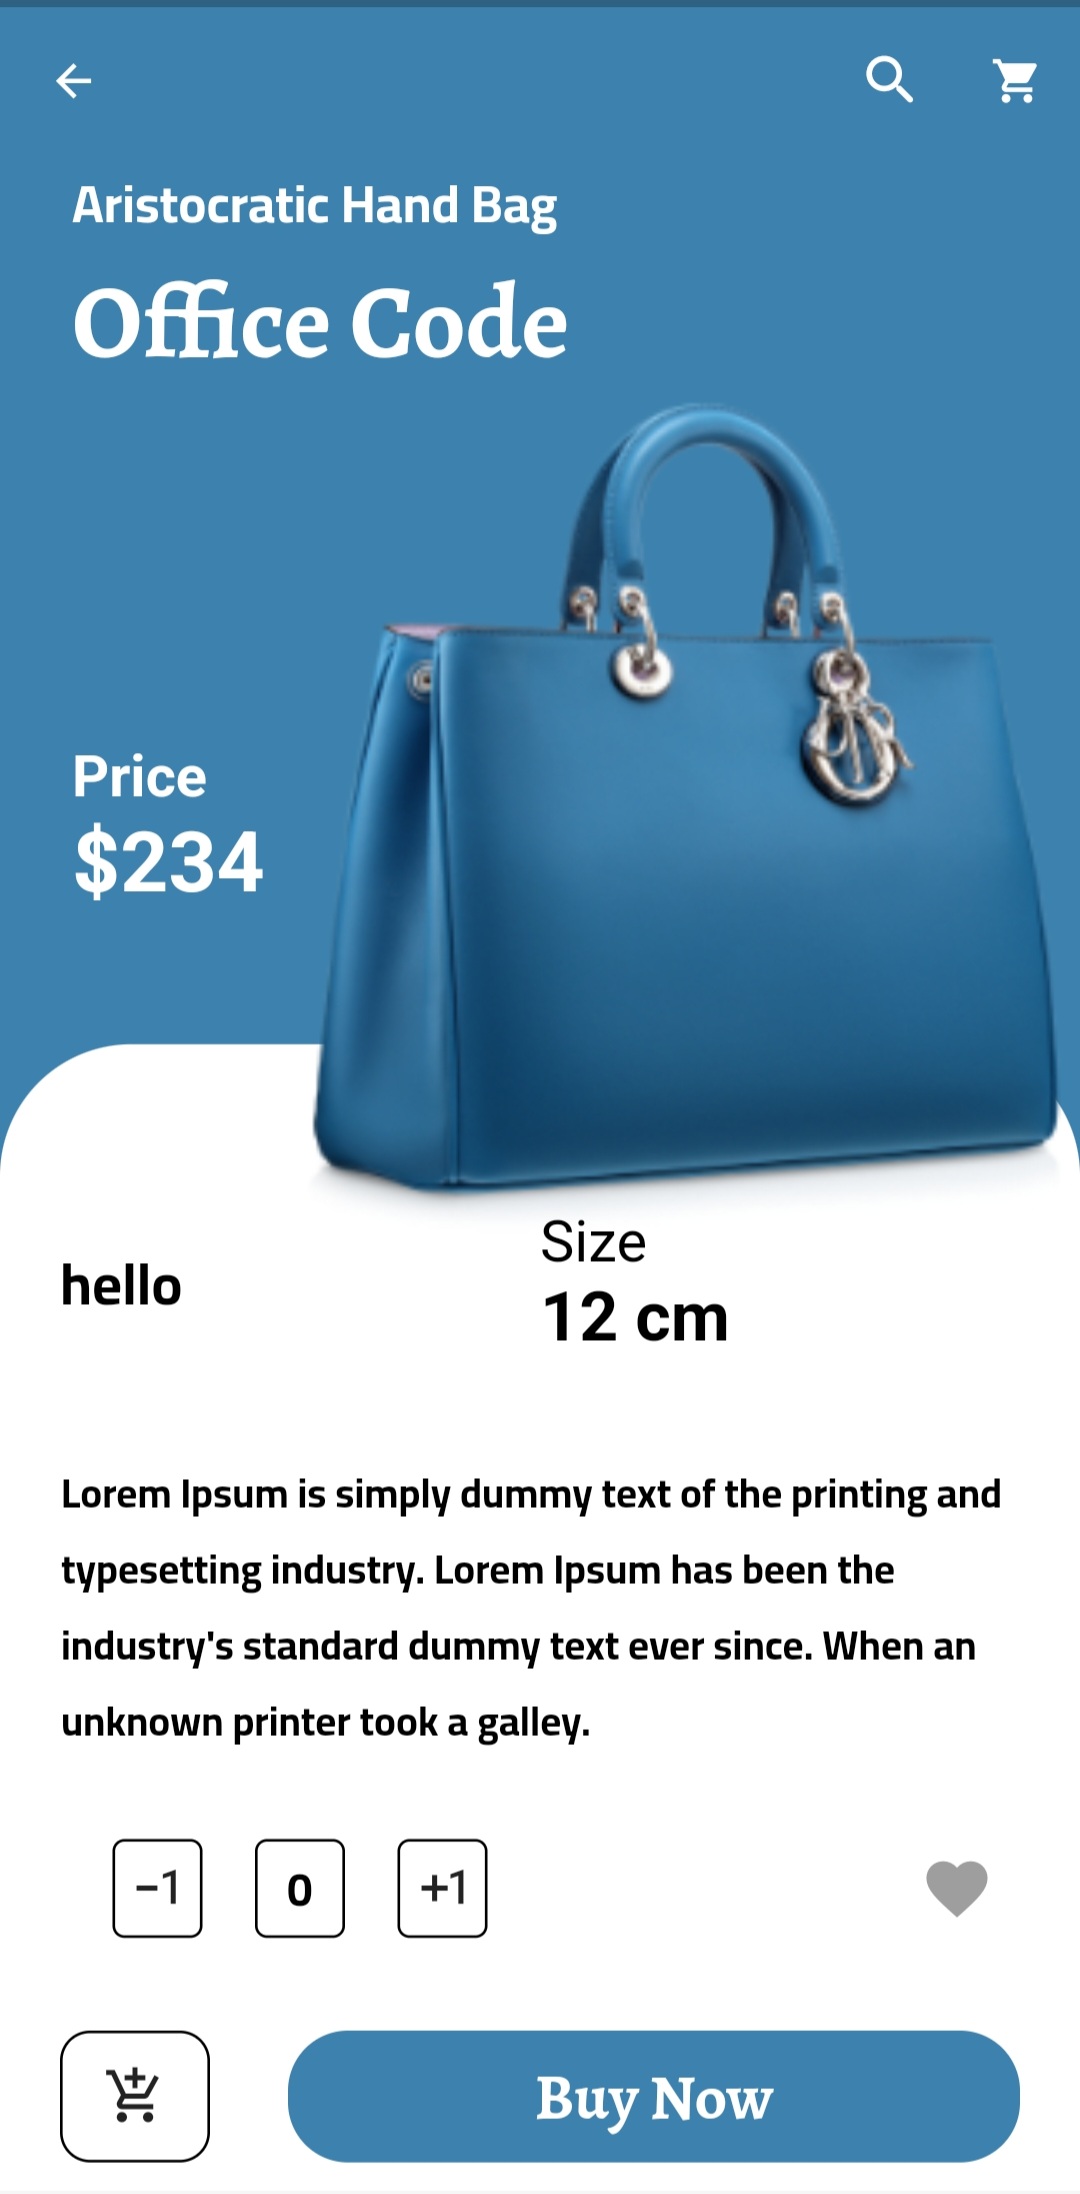 Aristocratic Hand Bag
Office Code
Price
$234
Size
hello
12 cm
Lorem Ipsum is simply dummy text of the printing and
typesetting industry. Lorem Ipsum has been the
industry's standard dummy text ever since. When an
unknown printer took a galley.
−1 0 +1
Buy Now